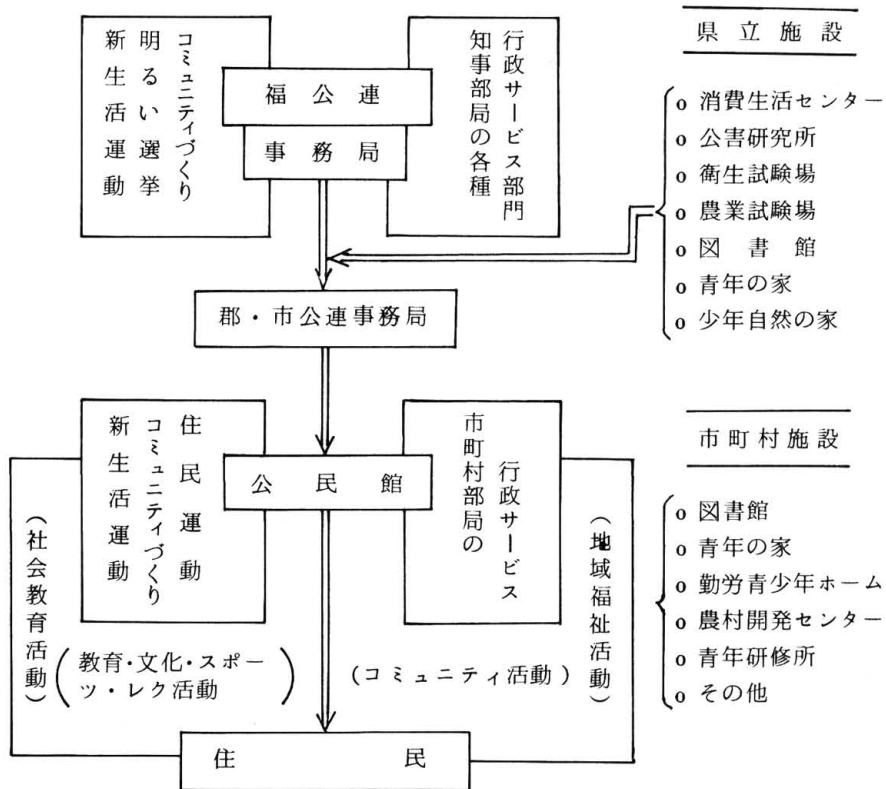 コミュニティづくり
明るい選挙
新生活運動
福公連
事務局
行政サービス部門
知事部局の各種
県立施設
o 消費生活センター
o 公害研究所
o 衛生試験場
o 農業試験場
o 図書館
o 青年の家
o 少年自然の家
郡・市公連事務局
住民運動
コミュニティづくり
新生活運動
公民館
行政サービス
市町村部局の
市町村施設
o 図書館
o 青年の家
o 勤労青少年ホーム
o 農村開発センター
o 青年研修所
o その他
(社会教育活動)
(教育・文化・スポー
ツ・レク活動)
(コミュニティ活動)
(地域福祉活動)
住民